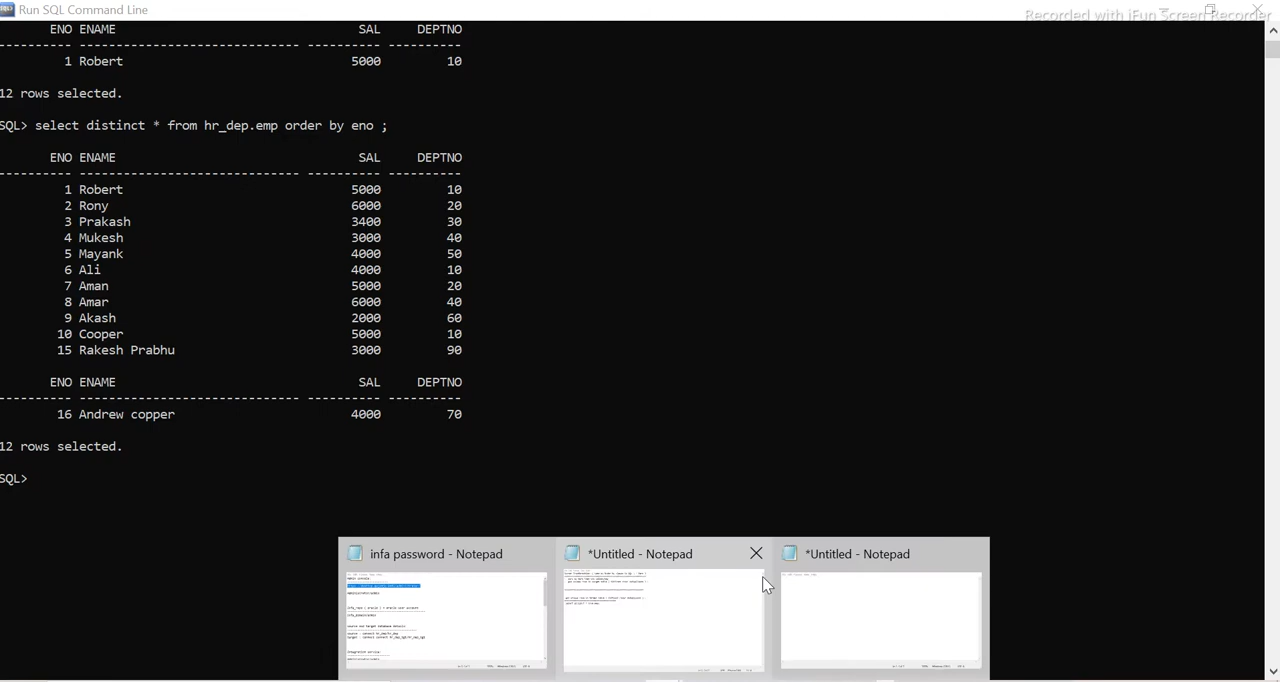 Run SQL Command Line
Recorded with iFun Screen Recorder
ENO ENAME SAL DEPTNO
---------- ------------------------------ ---------- ----------
1 Robert 5000 10
12 rows selected.
SQL> select distinct * from hr_dep.emp order by eno ;
ENO ENAME SAL DEPTNO
---------- ------------------------------ ---------- ----------
1 Robert 5000 10
2 Rony 6000 20
3 Prakash 3400 30
4 Mukesh 3000 40
5 Mayank 4000 50
6 Ali 4000 10
7 Aman 5000 20
8 Amar 6000 40
9 Akash 2000 60
10 Cooper 5000 10
15 Rakesh Prabhu 3000 90
ENO ENAME SAL DEPTNO
---------- ------------------------------ ---------- ----------
16 Andrew copper 4000 70
12 rows selected.
SQL>
infa password - Notepad
*Untitled - Notepad
*Untitled - Notepad